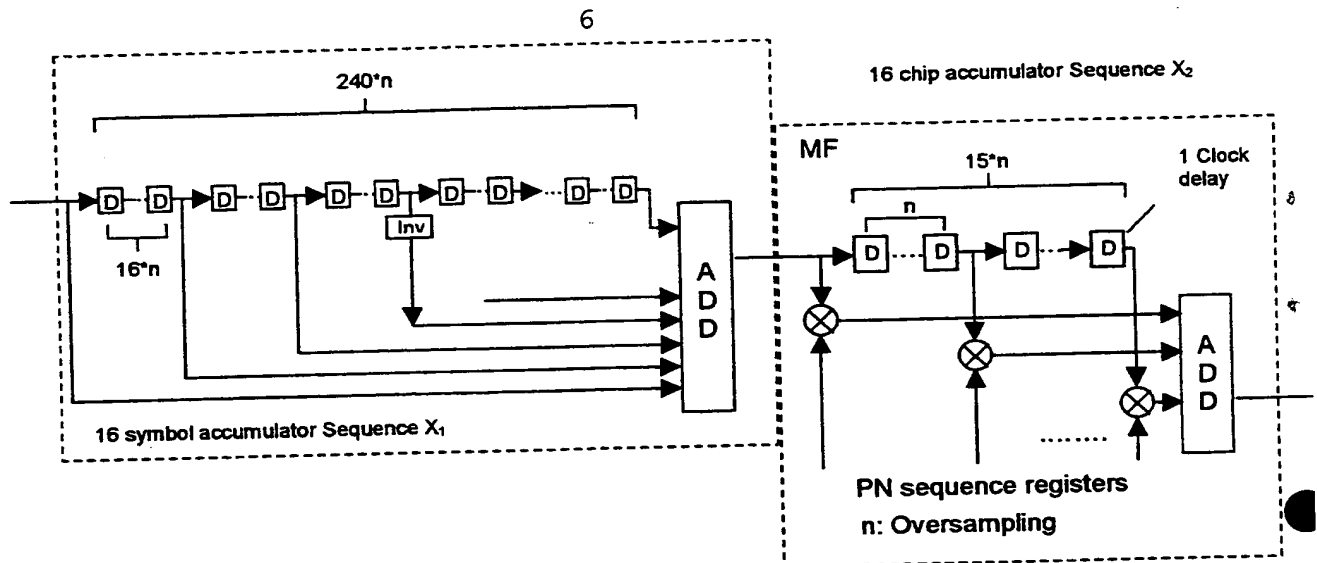 6
240*n
16 chip accumulator Sequence X₂
D D D D D D D D D D
Inv
16*n
A
D
D
16 symbol accumulator Sequence X₁
MF
15*n
1 Clock
delay
n
D D D D
A
D
D
PN sequence registers
n: Oversampling